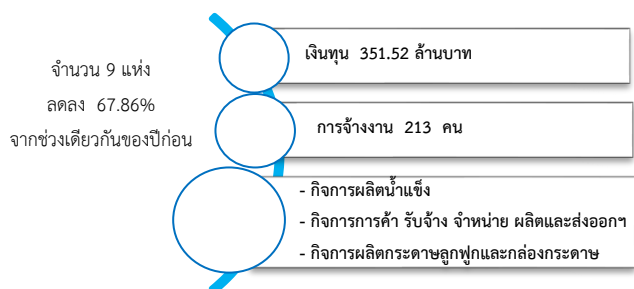 จำนวน 9 แห่ง
ลดลง 67.86%
จากช่วงเดียวกันของปีก่อน
เงินทุน 351.52 ล้านบาท
การจ้างงาน 213 คน
- กิจการผลิตน้ำแข็ง
- กิจการการค้า รับจ้าง จำหน่าย ผลิตและส่งออกฯ
- กิจการผลิตกระดาษลูกฟูกและกล่องกระดาษ